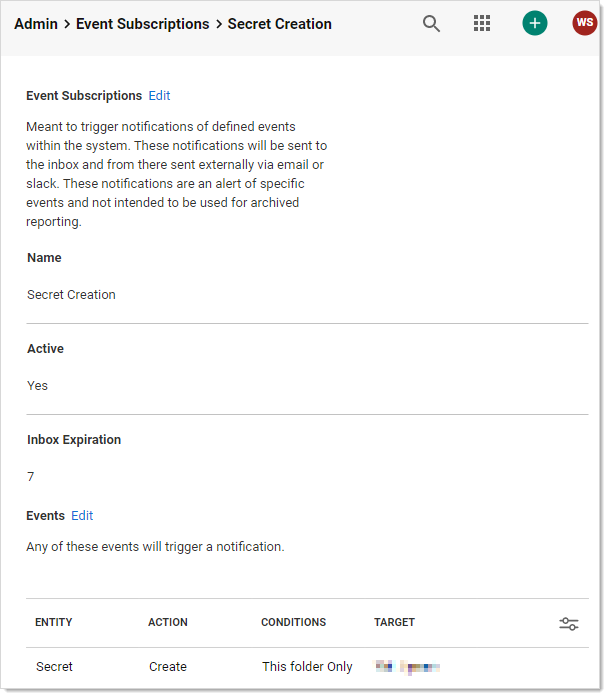 Admin > Event Subscriptions > Secret Creation
WS
Event Subscriptions Edit
Meant to trigger notifications of defined events
within the system. These notifications will be sent to
the inbox and from there sent externally via email or
slack. These notifications are an alert of specific
events and not intended to be used for archived
reporting.
Name
Secret Creation
Active
Yes
Inbox Expiration
7
Events Edit
Any of these events will trigger a notification.
ENTITY ACTION CONDITIONS TARGET
Secret Create This folder Only